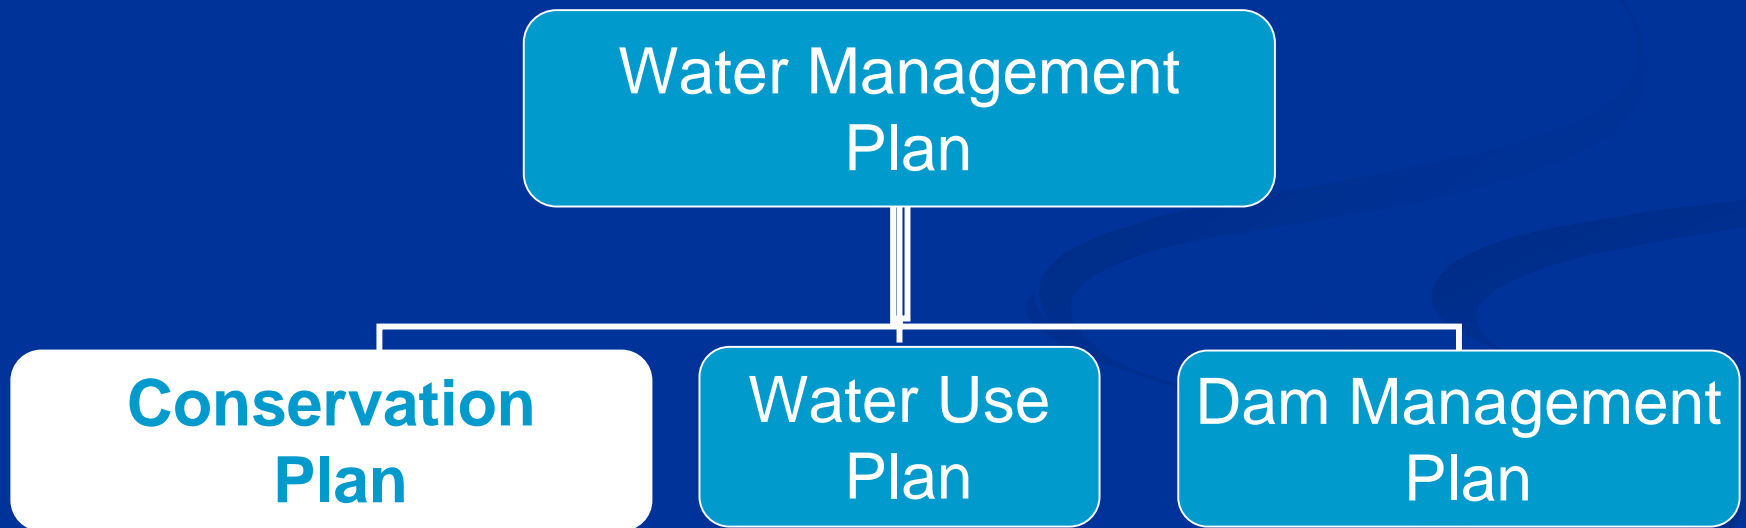 Water Management
Plan
Conservation
Plan
Water Use
Plan
Dam Management
Plan